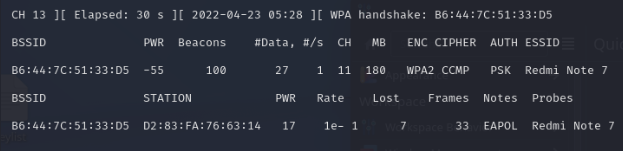 CH 13 ][ Elapsed: 30 s ][ 2022-04-23 05:28 ][ WPA handshake: B6:44:7C:51:33:D5
BSSID PWR Beacons #Data, #/s CH MB ENC CIPHER AUTH ESSID
B6:44:7C:51:33:D5 -55 100 27 1 11 180 WPA2 CCMP PSK Redmi Note 7
BSSID STATION PWR Rate Lost Frames Notes Probes
B6:44:7C:51:33:D5 D2:83:FA:76:63:14 17 1e- 1 7 33 EAPOL Redmi Note 7